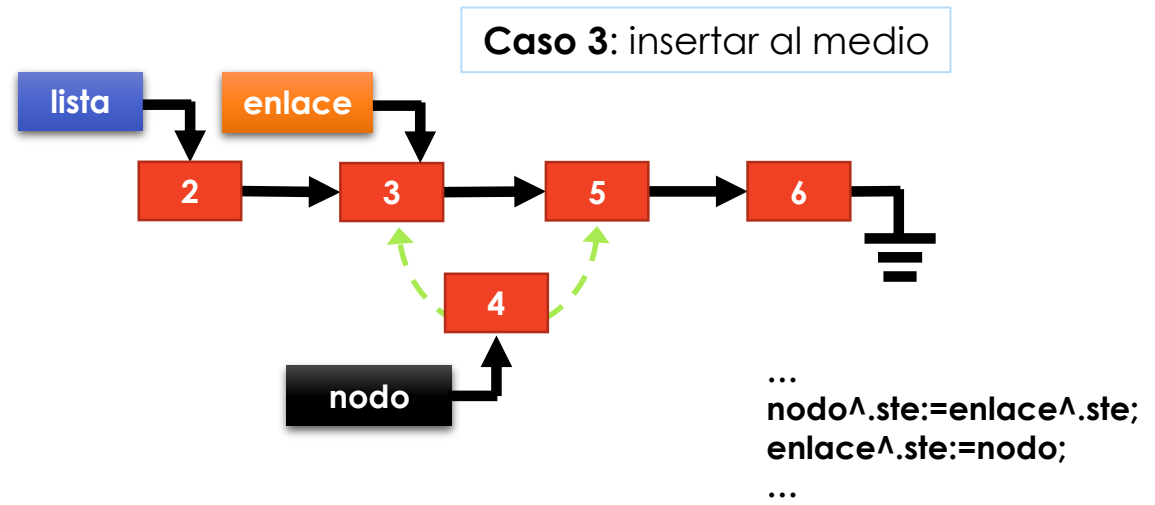 Caso 3: insertar al medio
lista
enlace
2
3
5
6
4
nodo
...
nodo^.ste:=enlace^.ste;
enlace^.ste:=nodo;
...